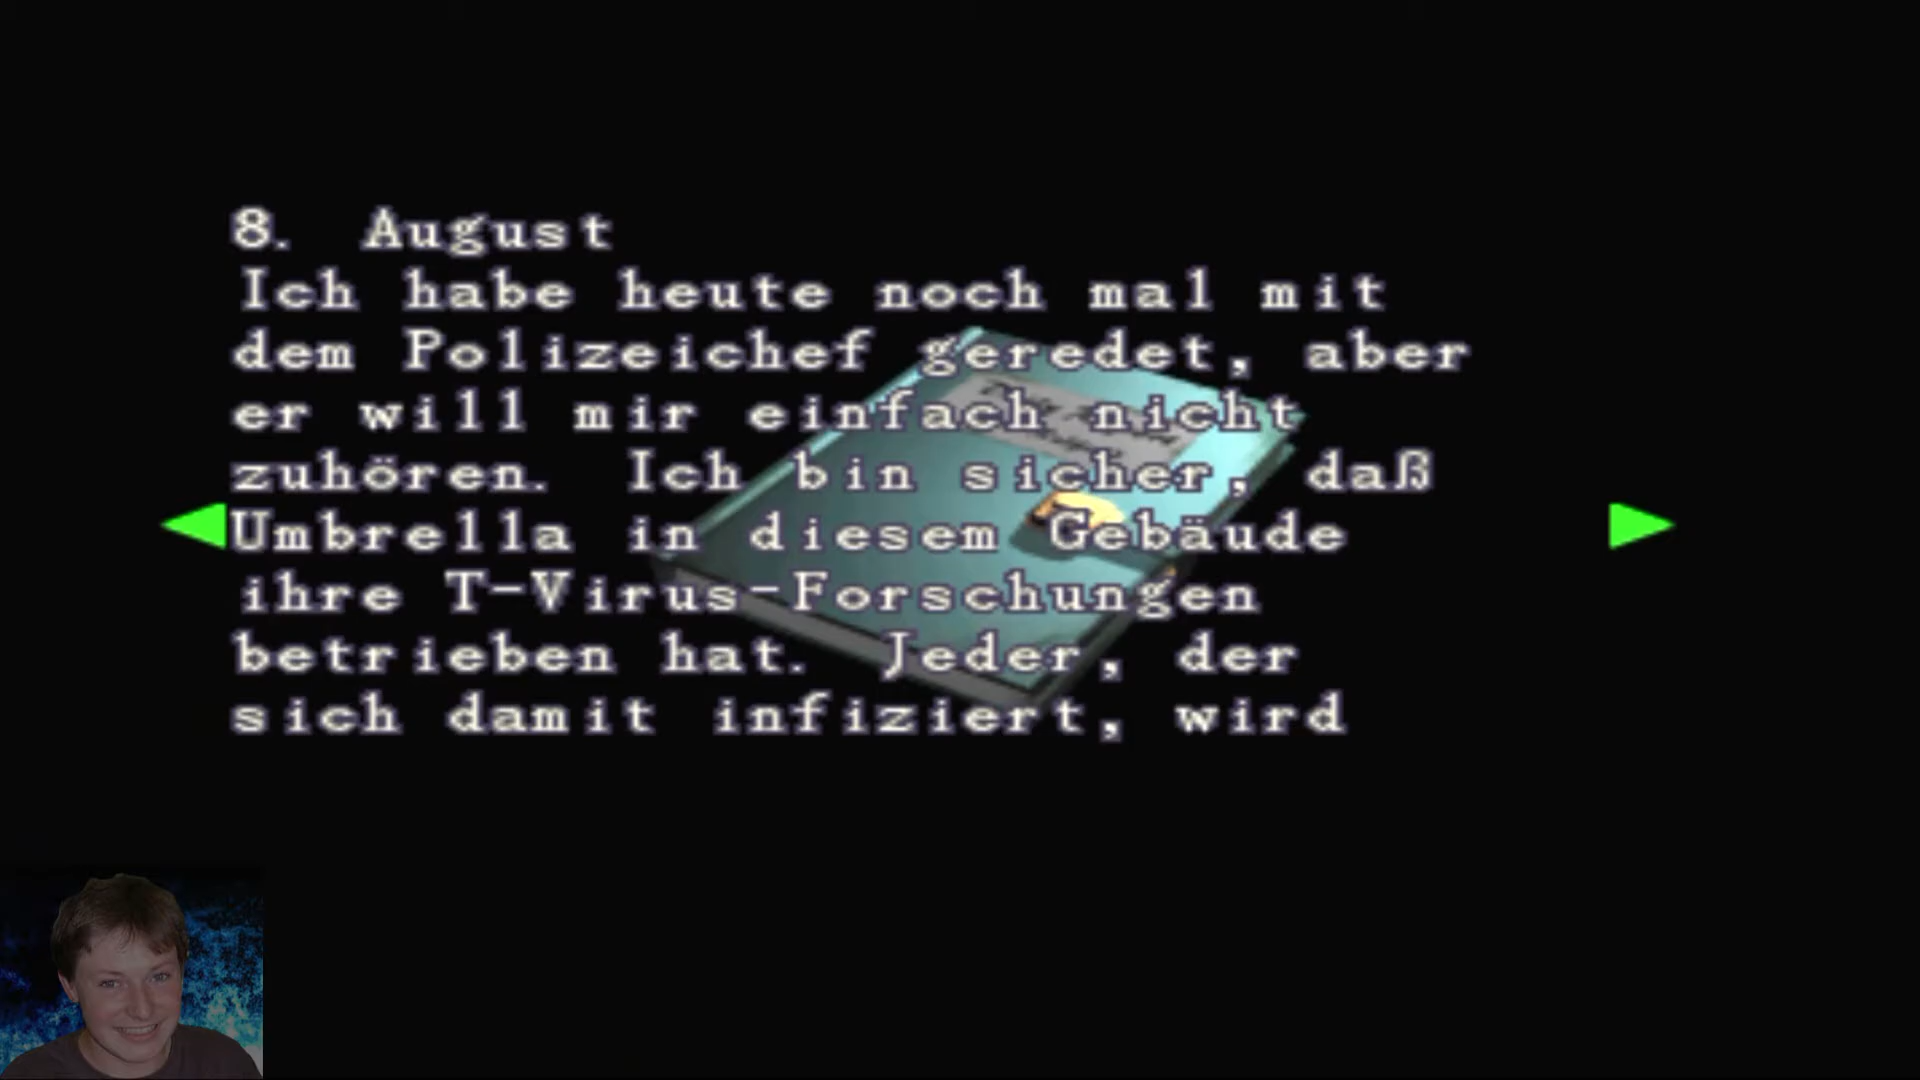 8. August
Ich habe heute noch mal mit
dem Polizeichef geredet, aber
er will mir einfach nicht
zuhören. Ich bin sicher, daß
Umbrella in diesem Gebäude
ihre T-Virus-Forschungen
betrieben hat. Jeder, der
sich damit infiziert, wird